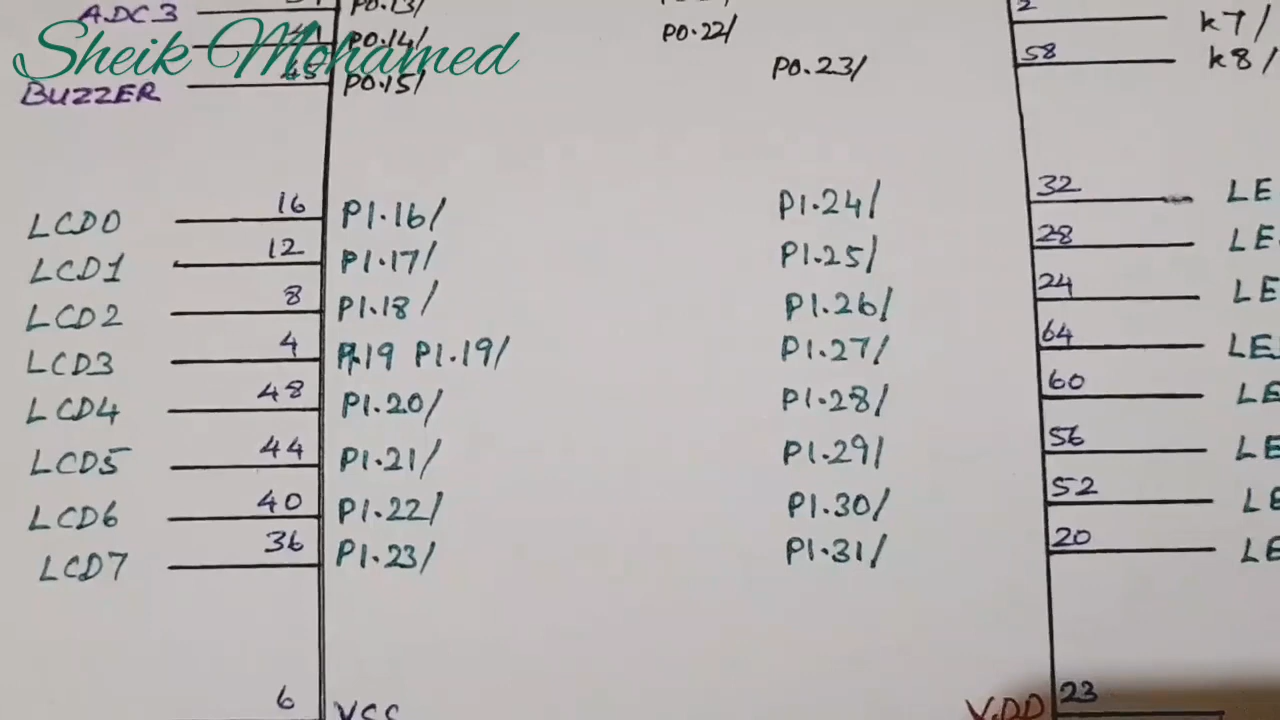 ADC3 P0.13/ 2 k7/
P0.14/ P0.22/
Sheik Mohamed
BUZZER 45 P0.15/ P0.23/ 58 k8/
LCD0 16 P1.16/ P1.24/ 32 LE
LCD1 12 P1.17/ P1.25/ 28 LE
LCD2 8 P1.18/ P1.26/ 24 LE
LCD3 4 P1.19 P1.19/ P1.27/ 64 LE
LCD4 48 P1.20/ P1.28/ 60 LE
LCD5 44 P1.21/ P1.29/ 56 LE
LCD6 40 P1.22/ P1.30/ 52 LE
LCD7 36 P1.23/ P1.31/ 20 LE
6 VSS VDD 23